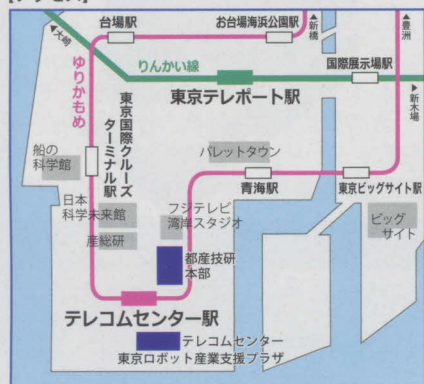 台場駅
お台場海浜公園駅
▲新橋
▲豊洲
◀大崎
りんかい線
国際展示場駅
▶新木場
ゆりかもめ
東京テレポート駅
東京国際クルーズ
ターミナル駅
船の
科学館
パレットタウン
青海駅
東京ビッグサイト駅
日本
科学未来館
フジテレビ
湾岸スタジオ
ビッグ
サイト
産総研
都産技研
本部
テレコムセンター駅
テレコムセンター
東京ロボット産業支援プラザ